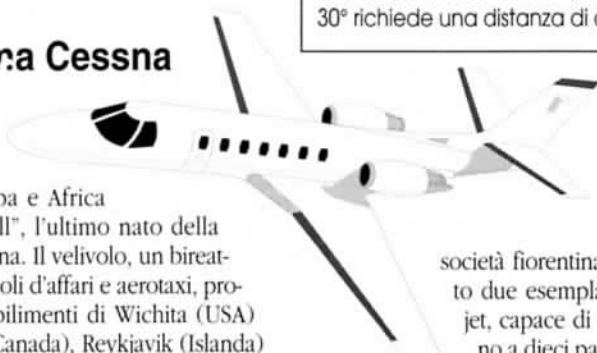 30° richiede una distanza di
a Cessna
pa e Africa
ll", l'ultimo nato della
na. Il velivolo, un bireat-
oli d'affari e aerotaxi, pro-
bilimenti di Wichita (USA)
Canada), Reykjavik (Islanda)
società fiorentina
to due esempla
jet, capace di
no a dieci pa